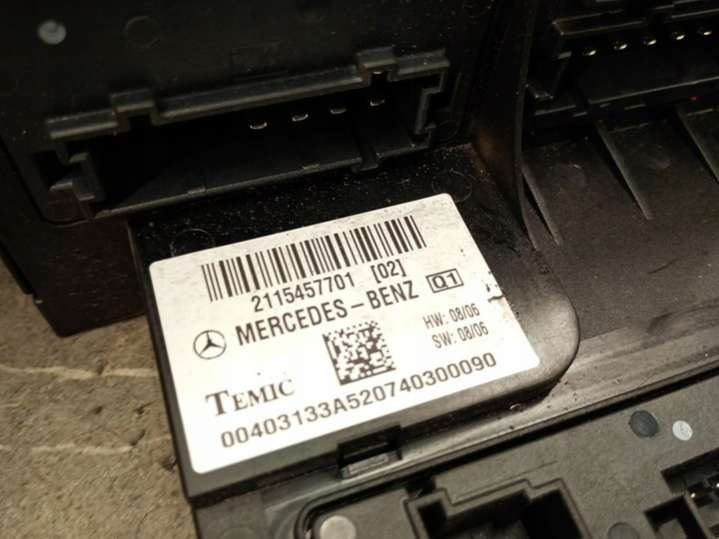 2115457701 [02]
MERCEDES-BENZ Q1
HW: 08/06
SW: 08/06
TEMIC
00403133A520740300090